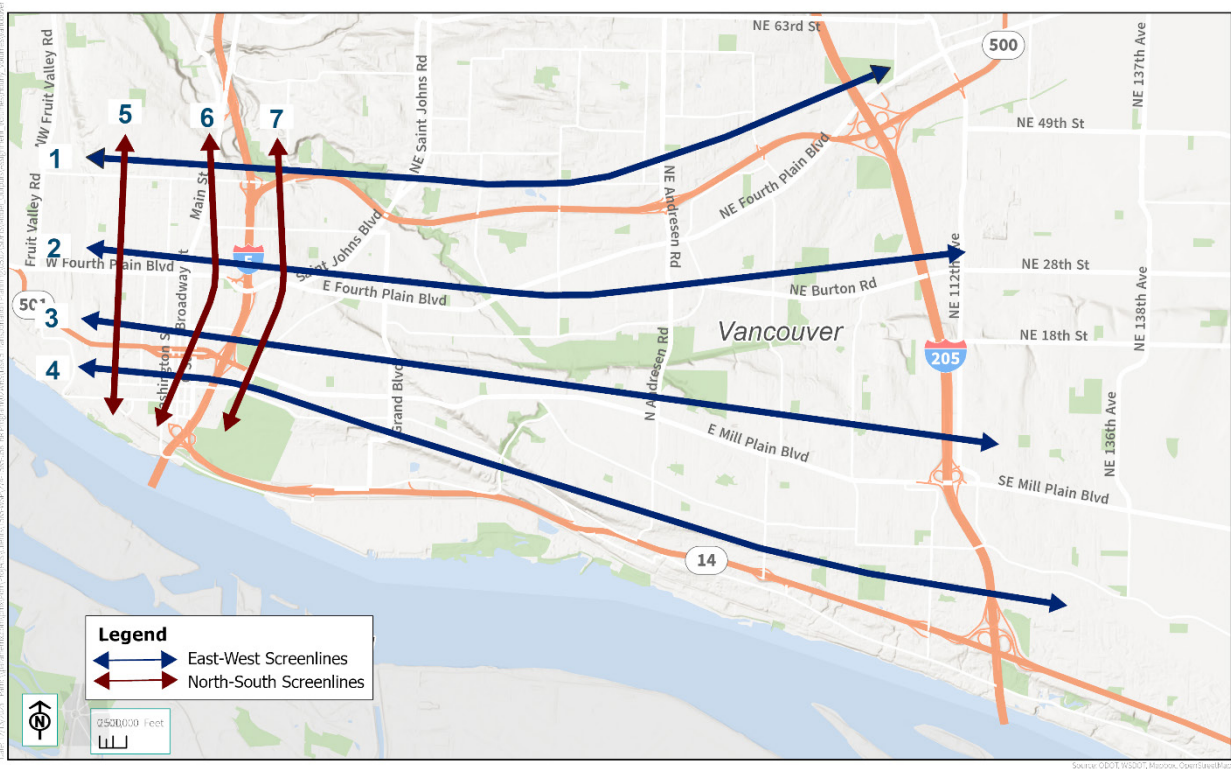 NE 63rd St
500
NE 137th Ave
NW Fruit Valley Rd
NE Saint Johns Rd
5
6
7
NE 49th St
1
Main St
NE Andresen Rd
NE Fourth Plain Blvd
Fruit Valley Rd
Saint Johns Blvd
2
W Fourth Plain Blvd
5
NE 112th Ave
NE 28th St
E Fourth Plain Blvd
NE Burton Rd
NE 138th Ave
501
3
Broadway St
Vancouver
NE 18th St
205
4
Washington St
Grand Blvd
N Andresen Rd
NE 136th Ave
E Mill Plain Blvd
SE Mill Plain Blvd
14
Legend
East-West Screenlines
North-South Screenlines
N
Feet
Source: ODOT, WSDOT, Mapbox, OpenStreetMap